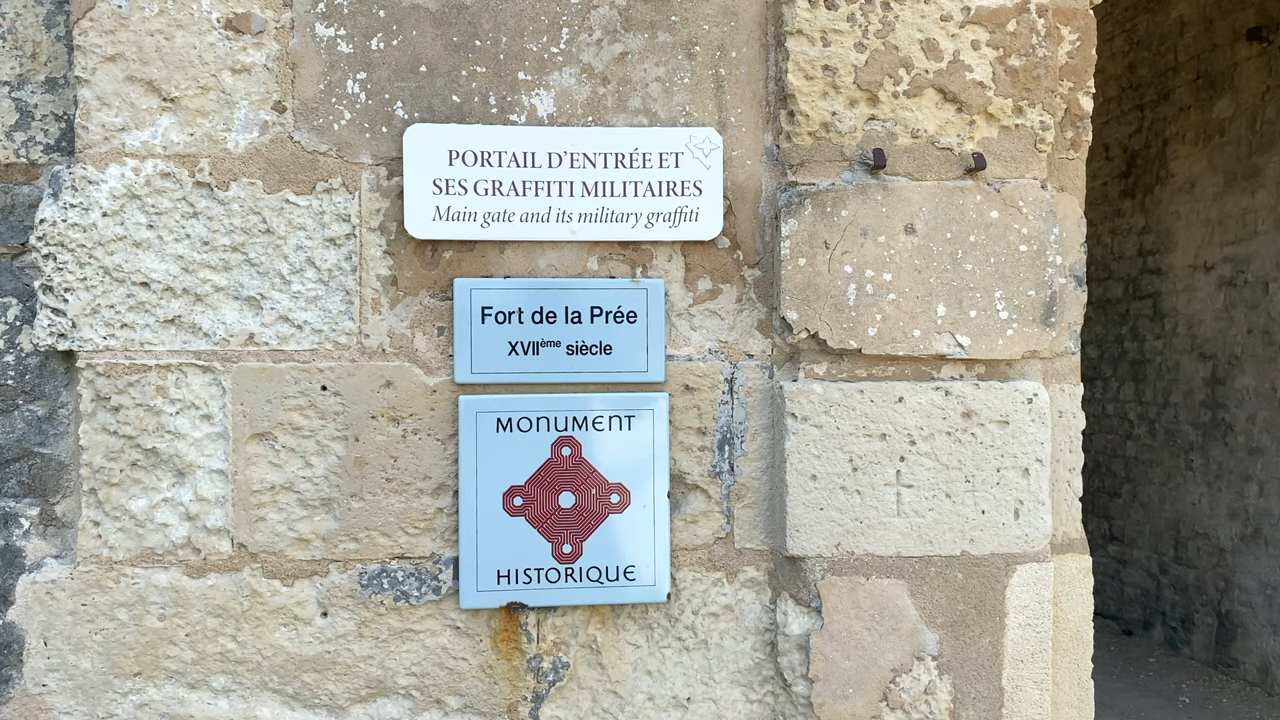 PORTAIL D'ENTRÉE ET
SES GRAFFITI MILITAIRES
Main gate and its military graffiti
Fort de la Prée
XVIIème siècle
MONUMENT
HISTORIQUE